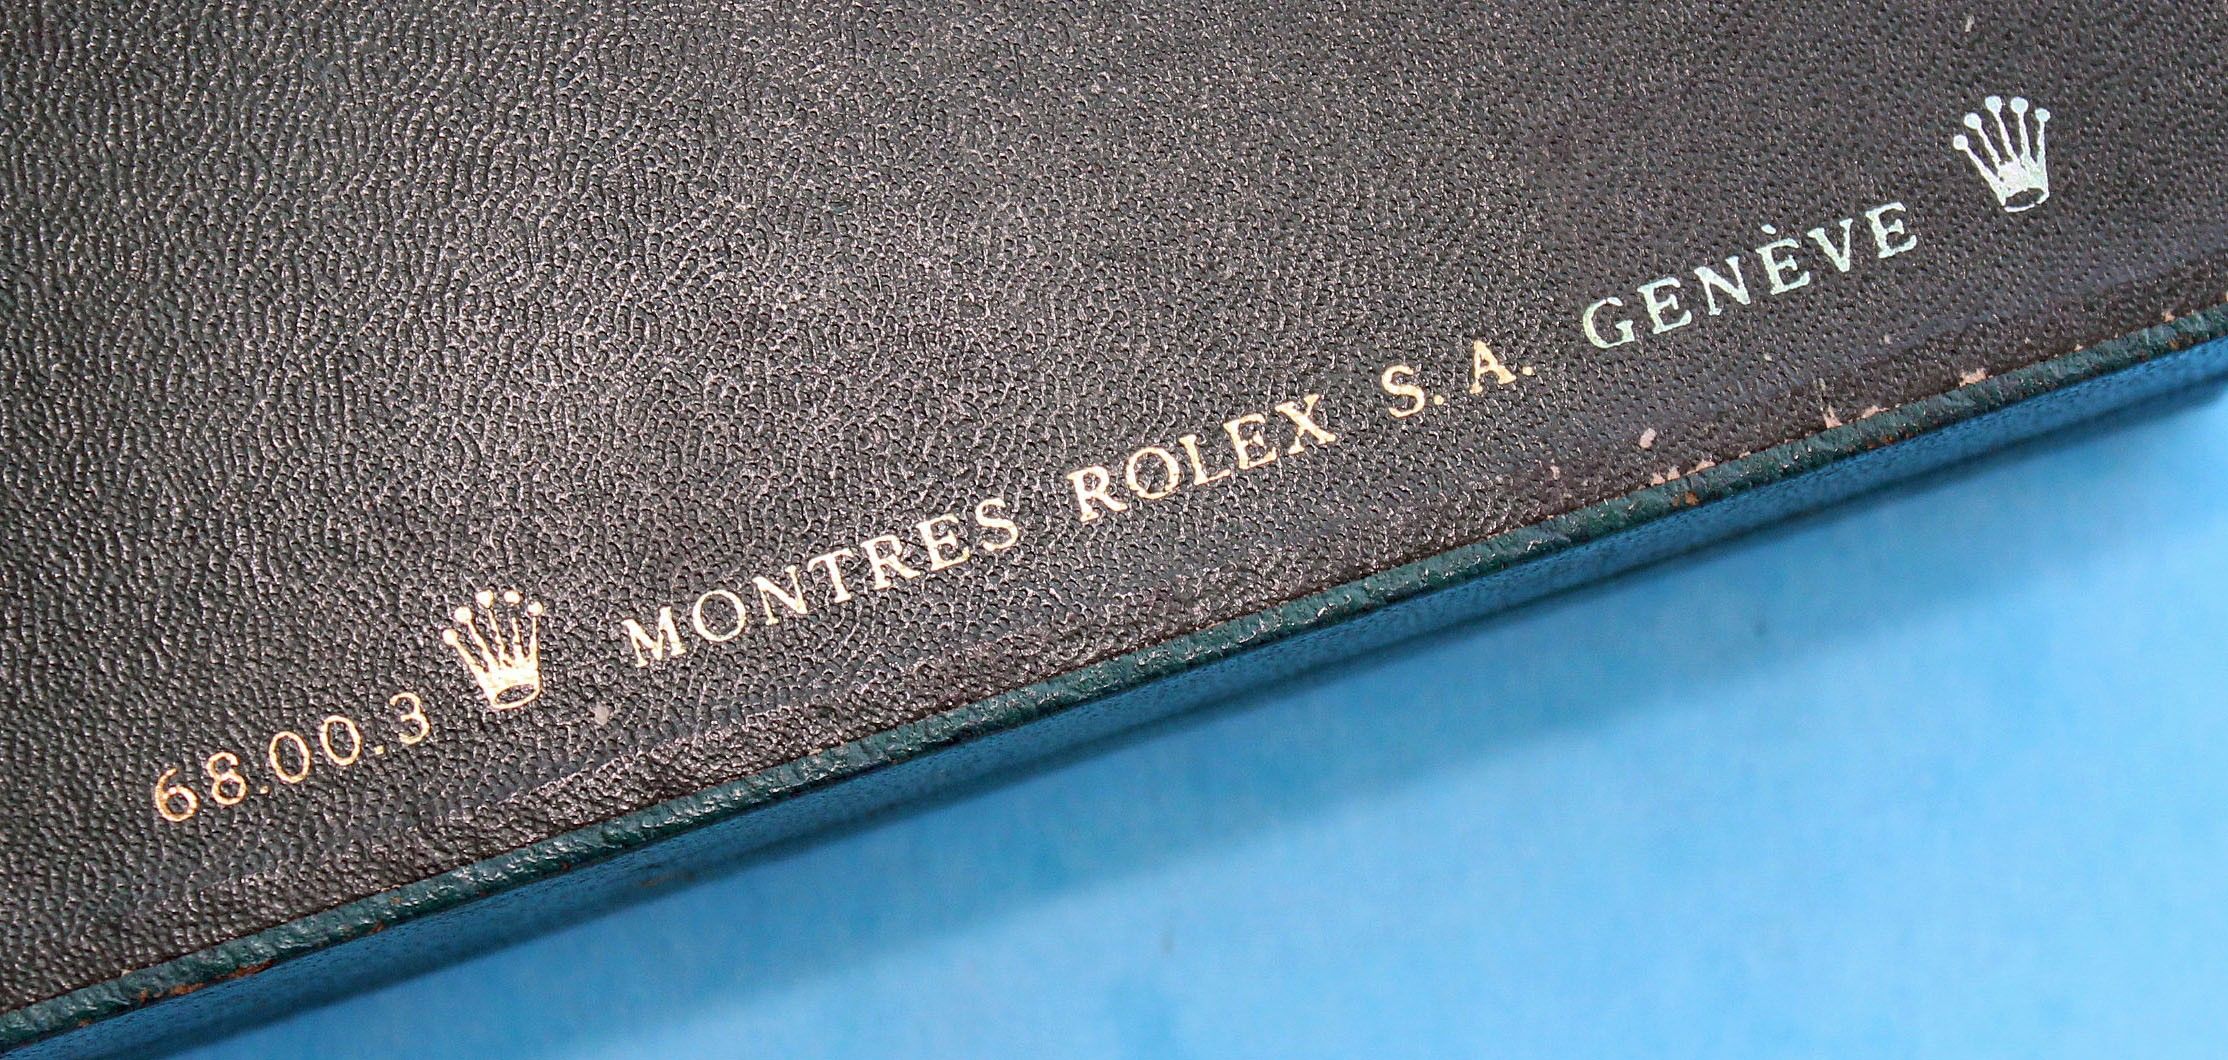 68.00.3 MONTRES ROLEX S.A. GENÈVE